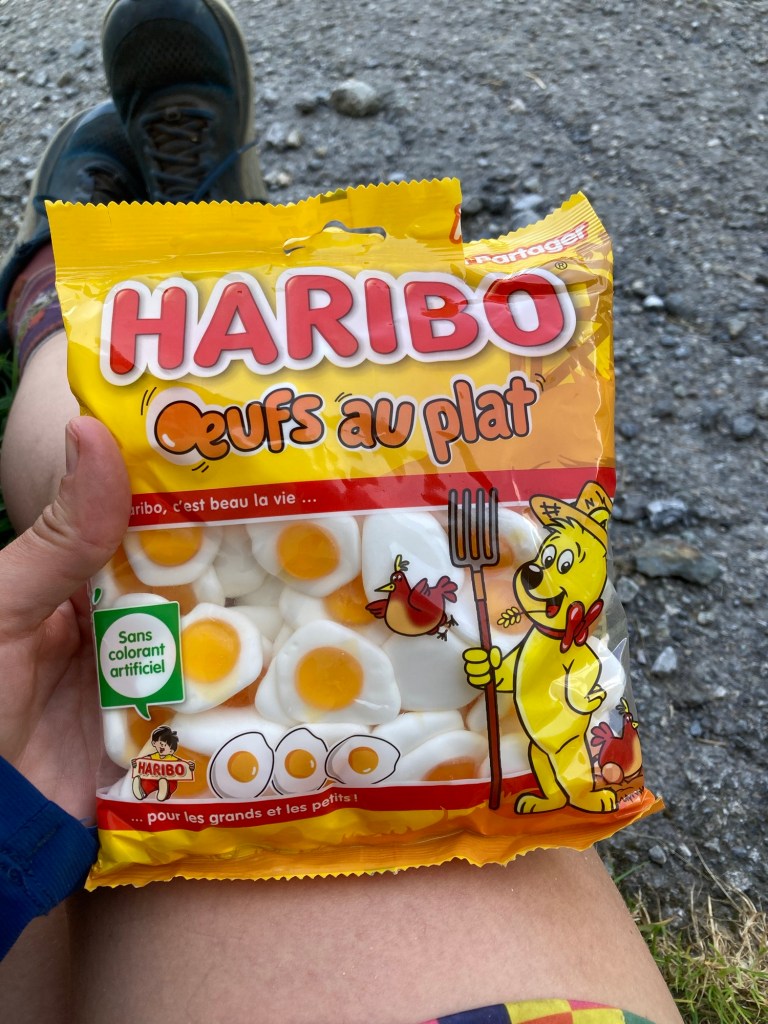 Partager
HARIBO
®
Œufs au plat
aribo, c'est beau la vie ...
Sans
colorant
artificiel
HARIBO
... pour les grands et les petits !